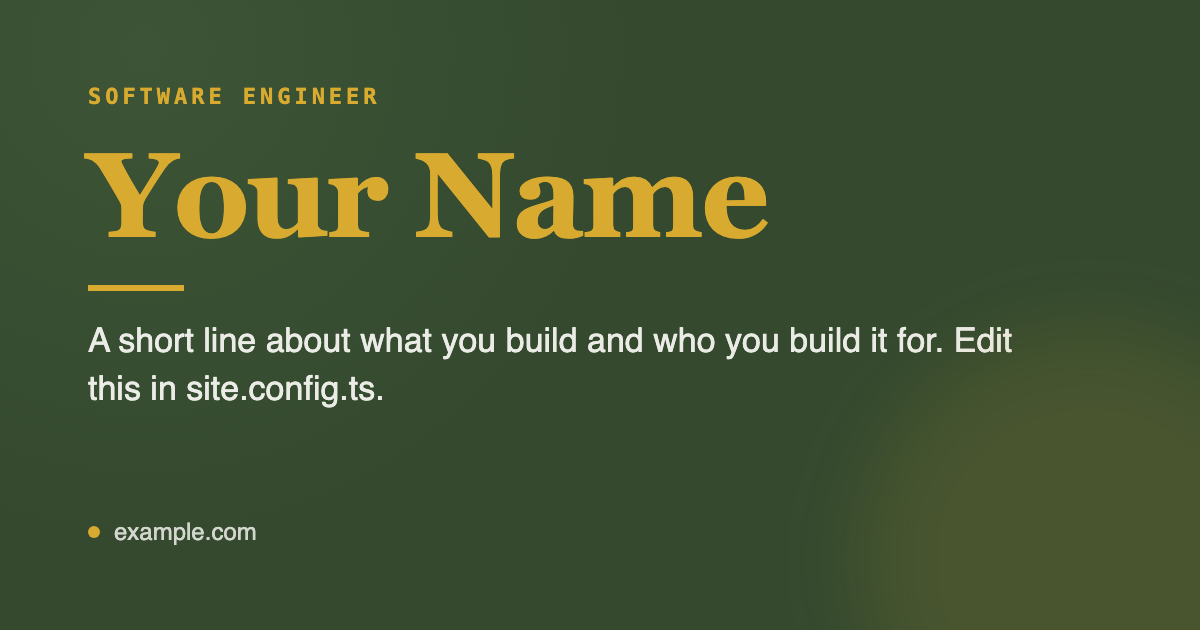 SOFTWARE ENGINEER
Your Name
A short line about what you build and who you build it for. Edit
this in site.config.ts.
example.com